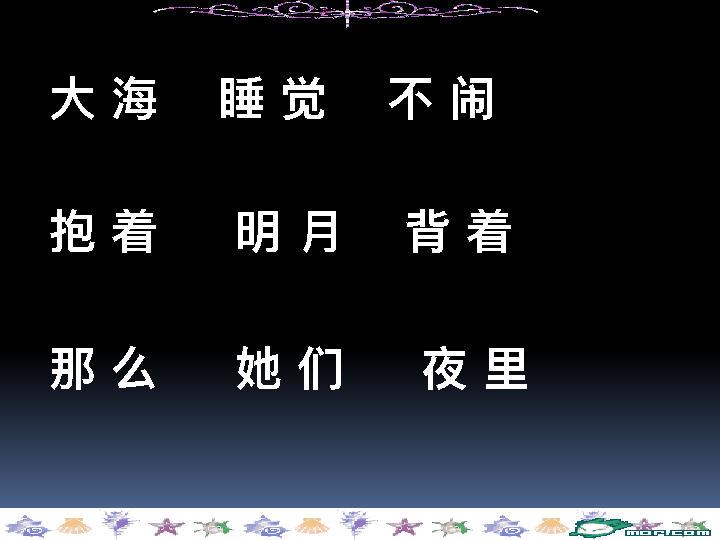 大海 睡觉 不闹
抱着 明月 背着
那么 她们 夜里